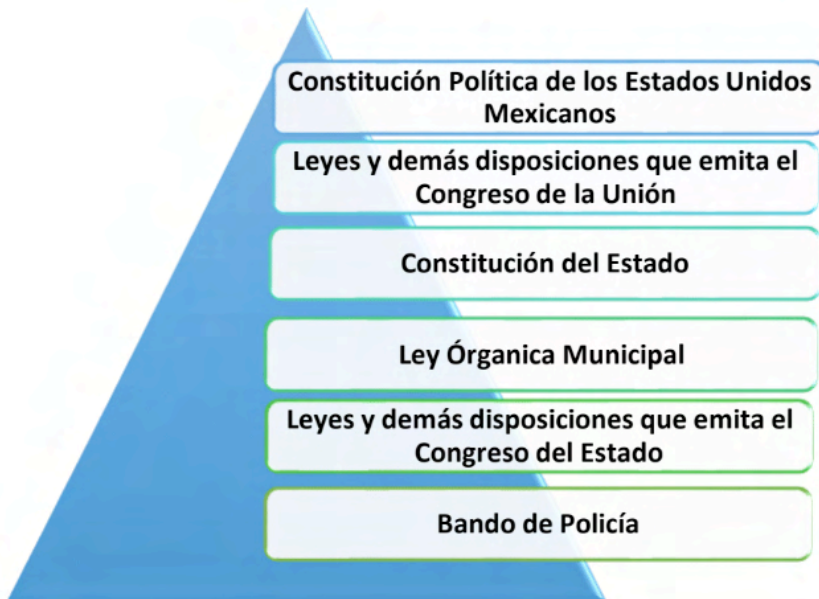 Constitución Política de los Estados Unidos
Mexicanos
Leyes y demás disposiciones que emita el
Congreso de la Unión
Constitución del Estado
Ley Órganica Municipal
Leyes y demás disposiciones que emita el
Congreso del Estado
Bando de Policía